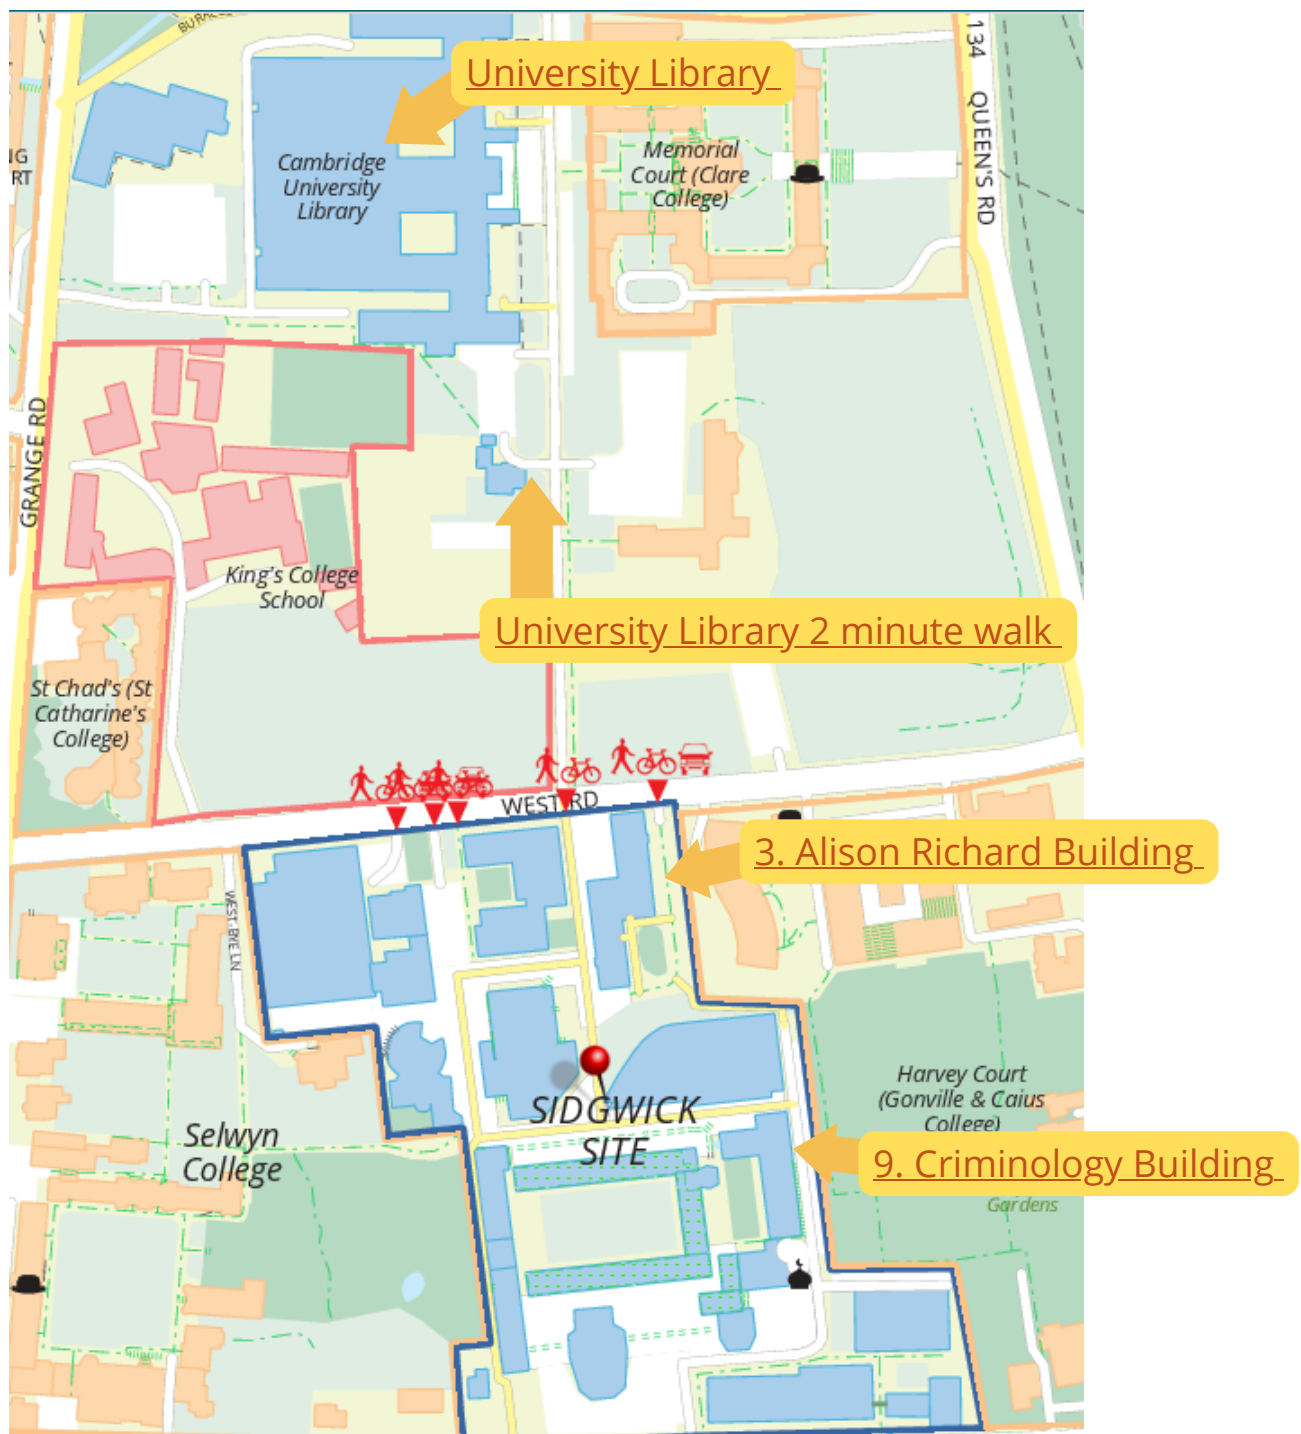 University Library
134
QUEEN'S RD
Cambridge
University
Library
Memorial
Court (Clare
College)
GRANGE RD
King's College
School
University Library 2 minute walk
St Chad's (St
Catharine's
College)
WEST RD
3. Alison Richard Building
WEST BYE LN
Harvey Court
(Gonville & Caius
College)
SIDGWICK
SITE
Selwyn
College
9. Criminology Building
Gardens